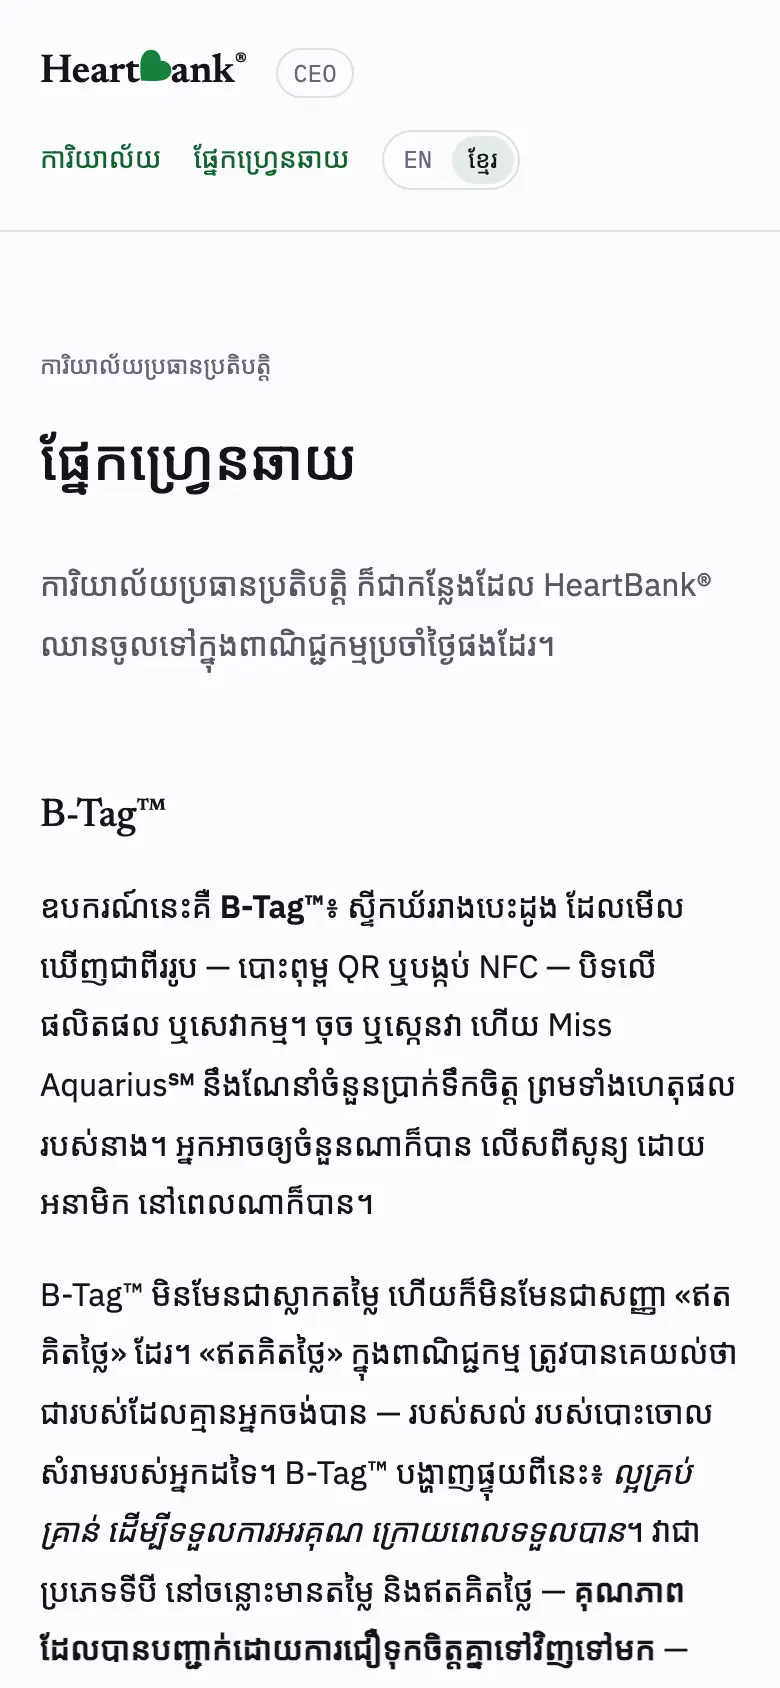 HeartBank®
CEO
ការិយាល័យ
ផ្នែកហ្វ្រេនឆាយ
EN
ខ្មែរ
ការិយាល័យប្រធានប្រតិបត្តិ
ផ្នែកហ្វ្រេនឆាយ
ការិយាល័យប្រធានប្រតិបត្តិ ក៏ជាកន្លែងដែល HeartBank®
ឈានចូលទៅក្នុងពាណិជ្ជកម្មប្រចាំថ្ងៃផងដែរ។
B-Tag™
ឧបករណ៍នេះគឺ B-Tag™៖ ស្ទីកឃ័ររាងបេះដូង ដែលមើល
ឃើញជាពីររូប — បោះពុម្ព QR ឬបង្កប់ NFC — បិទលើ
ផលិតផល ឬសេវាកម្ម។ ចុច ឬស្កេនវា ហើយ Miss
Aquarius℠ នឹងណែនាំចំនួនប្រាក់ទឹកចិត្ត ព្រមទាំងហេតុផល
របស់នាង។ អ្នកអាចឲ្យចំនួនណាក៏បាន លើសពីសូន្យ ដោយ
អនាមិក នៅពេលណាក៏បាន។
B-Tag™ មិនមែនជាស្លាកតម្លៃ ហើយក៏មិនមែនជាសញ្ញា «ឥត
គិតថ្លៃ» ដែរ។ «ឥតគិតថ្លៃ» ក្នុងពាណិជ្ជកម្ម ត្រូវបានគេយល់ថា
ជារបស់ដែលគ្មានអ្នកចង់បាន — របស់សល់ របស់បោះចោល
សំរាមរបស់អ្នកដទៃ។ B-Tag™ បង្ហាញផ្ទុយពីនេះ៖ ល្អគ្រប់
គ្រាន់ ដើម្បីទទួលការអរគុណ ក្រោយពេលទទួលបាន។ វាជា
ប្រភេទទីបី នៅចន្លោះមានតម្លៃ និងឥតគិតថ្លៃ — គុណភាព
ដែលបានបញ្ជាក់ដោយការជឿទុកចិត្តគ្នាទៅវិញទៅមក —